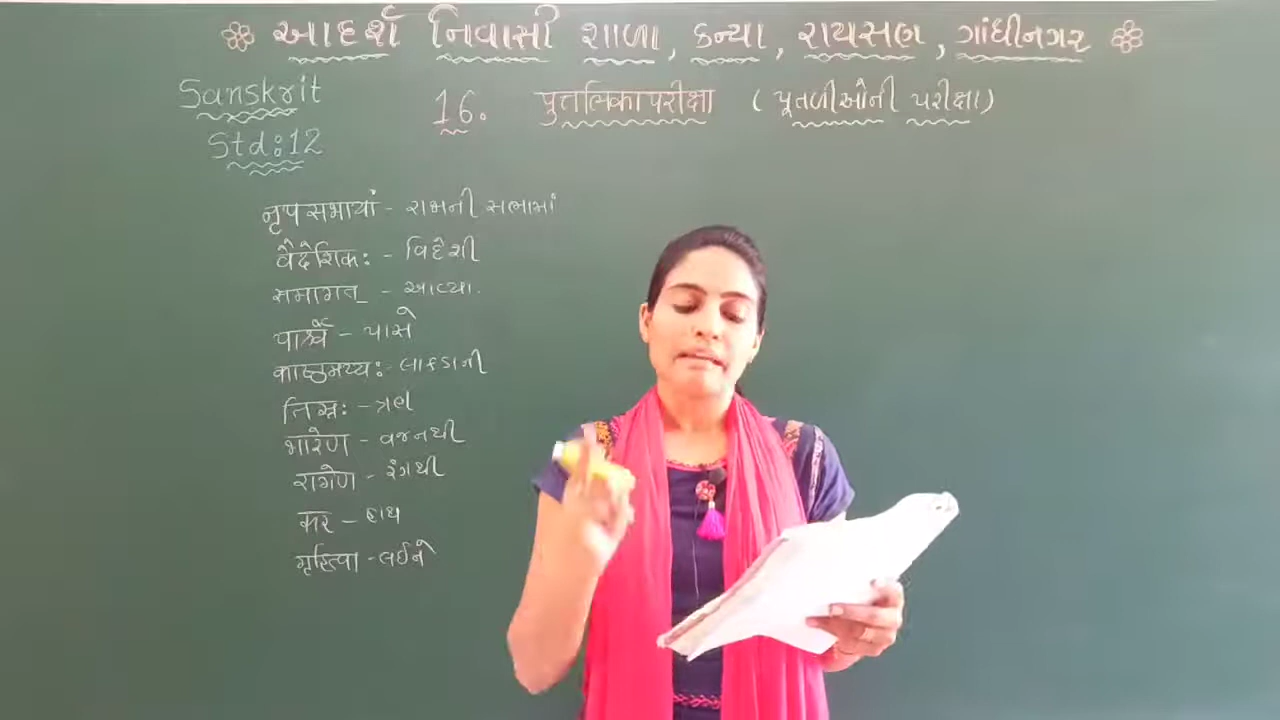 આદર્શ નિવાસી શાળા, કન્યા, રાયસણ, ગાંધીનગર
Sanskrit
Std:12
16. पुत्तलिकापरीक्षा (પૂતળીઓની પરીક્ષા)
नृपसभायां - રાજાની સભામાં
वैदेशिकः - વિદેશી
समागत् - આવ્યા.
पार्श्वे - પાસે
काष्ठमय्यः - લાકડાની
तिस्रः - ત્રણ
भारेण - વજનથી
रागेण - રંગથી
कर - હાથ
गृहित्वा - લઈને